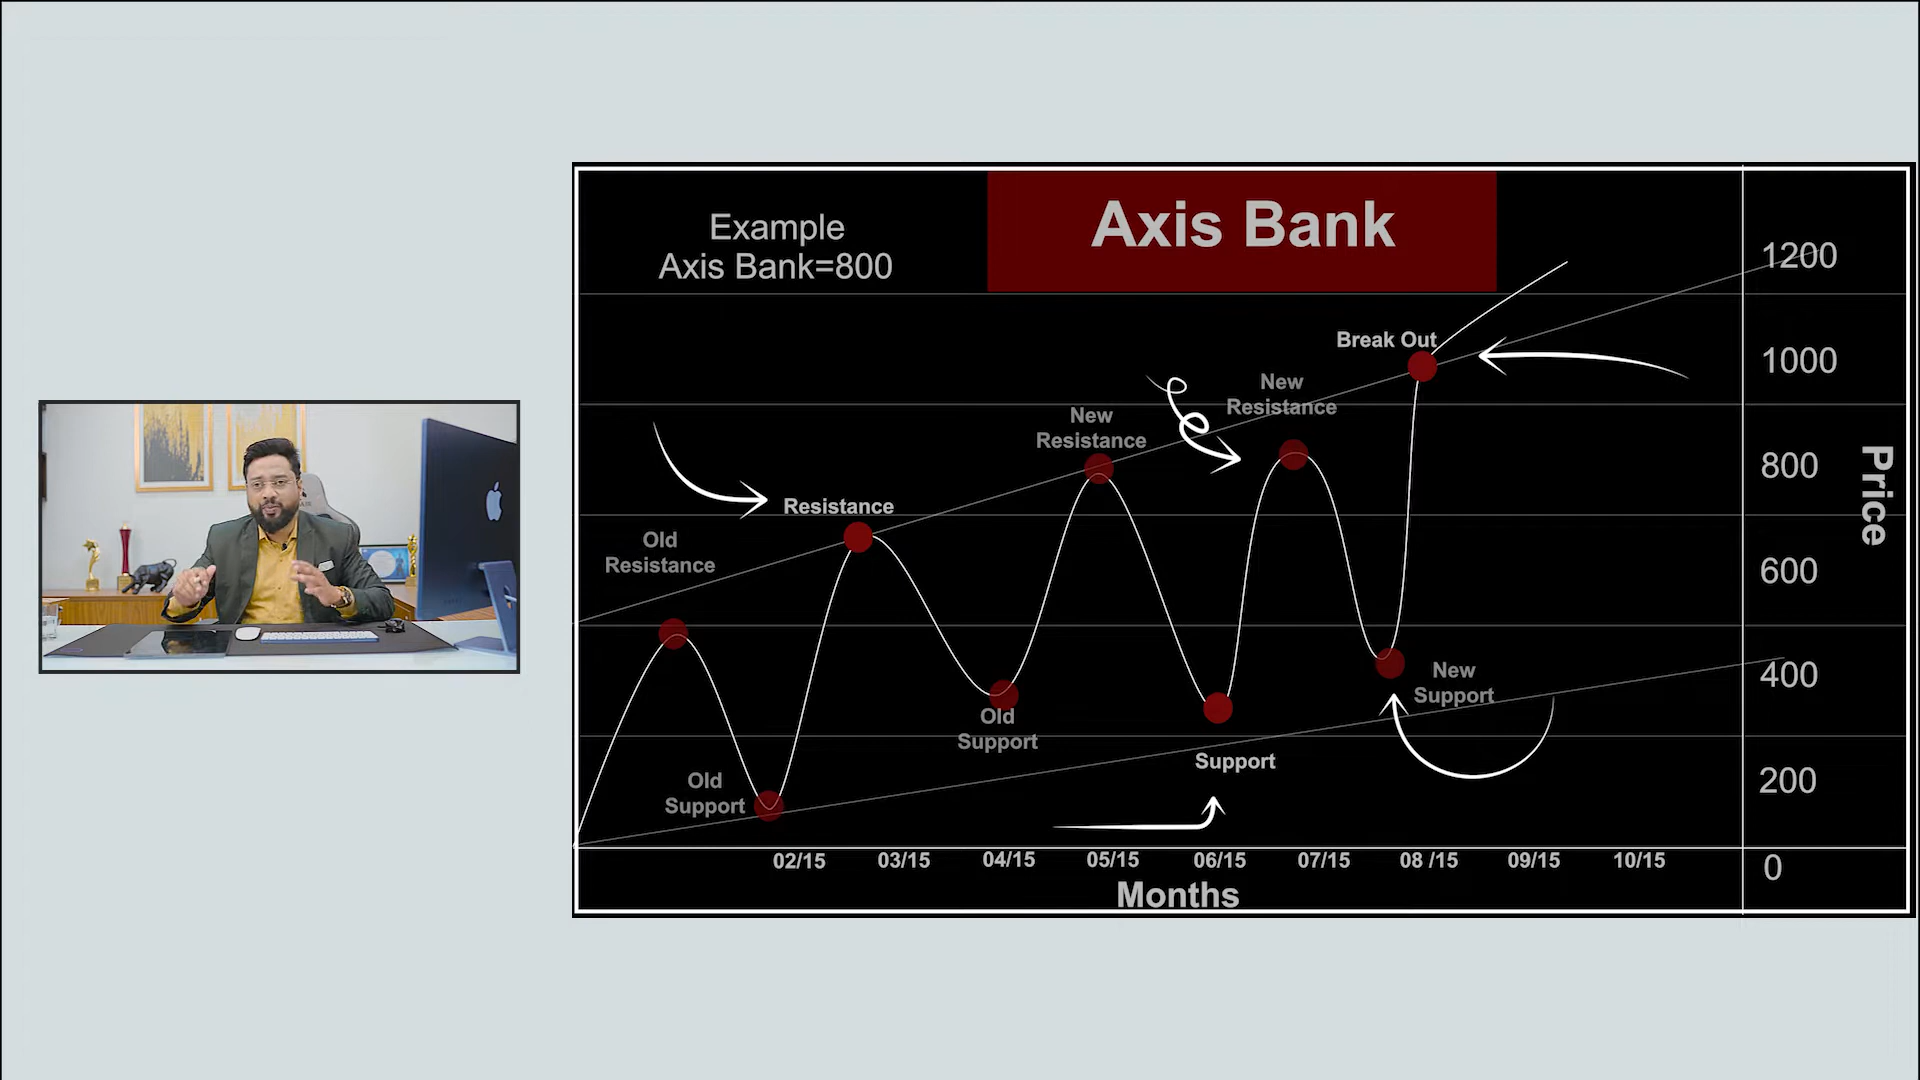 Example
Axis Bank=800
Axis Bank
1200
Break Out
1000
New
Resistance
New
Resistance
800
Price
Resistance
Old
Resistance
600
New
Support
400
Old
Support
Support
Old
Support
200
02/15
03/15
04/15
05/15
06/15
07/15
08 /15
09/15
10/15
0
Months